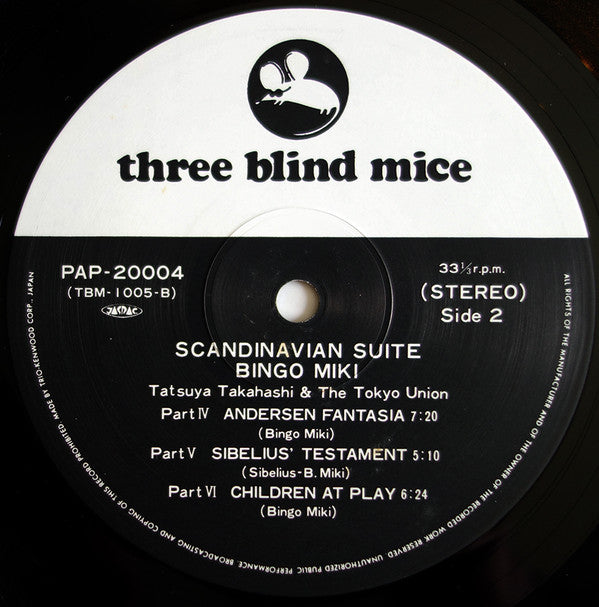 three blind mice
PAP-20004
(TBM-1005-B)
JASRAC
33⅓ r.p.m.
(STEREO)
Side 2
SCANDINAVIAN SUITE
BINGO MIKI
Tatsuya Takahashi & The Tokyo Union
Part Ⅳ ANDERSEN FANTASIA 7:20
(Bingo Miki)
Part Ⅴ SIBELIUS' TESTAMENT 5:10
(Sibelius-B. Miki)
Part Ⅵ CHILDREN AT PLAY 6:24
(Bingo Miki)
ALL RIGHTS OF THE MANUFACTURER AND OF THE OWNER OF THE RECORDED WORK RESERVED. UNAUTHORIZED PUBLIC PERFORMANCE BROADCASTING AND COPYING OF THIS RECORD PROHIBITED. MADE BY TRIO-KENWOOD CORP., JAPAN